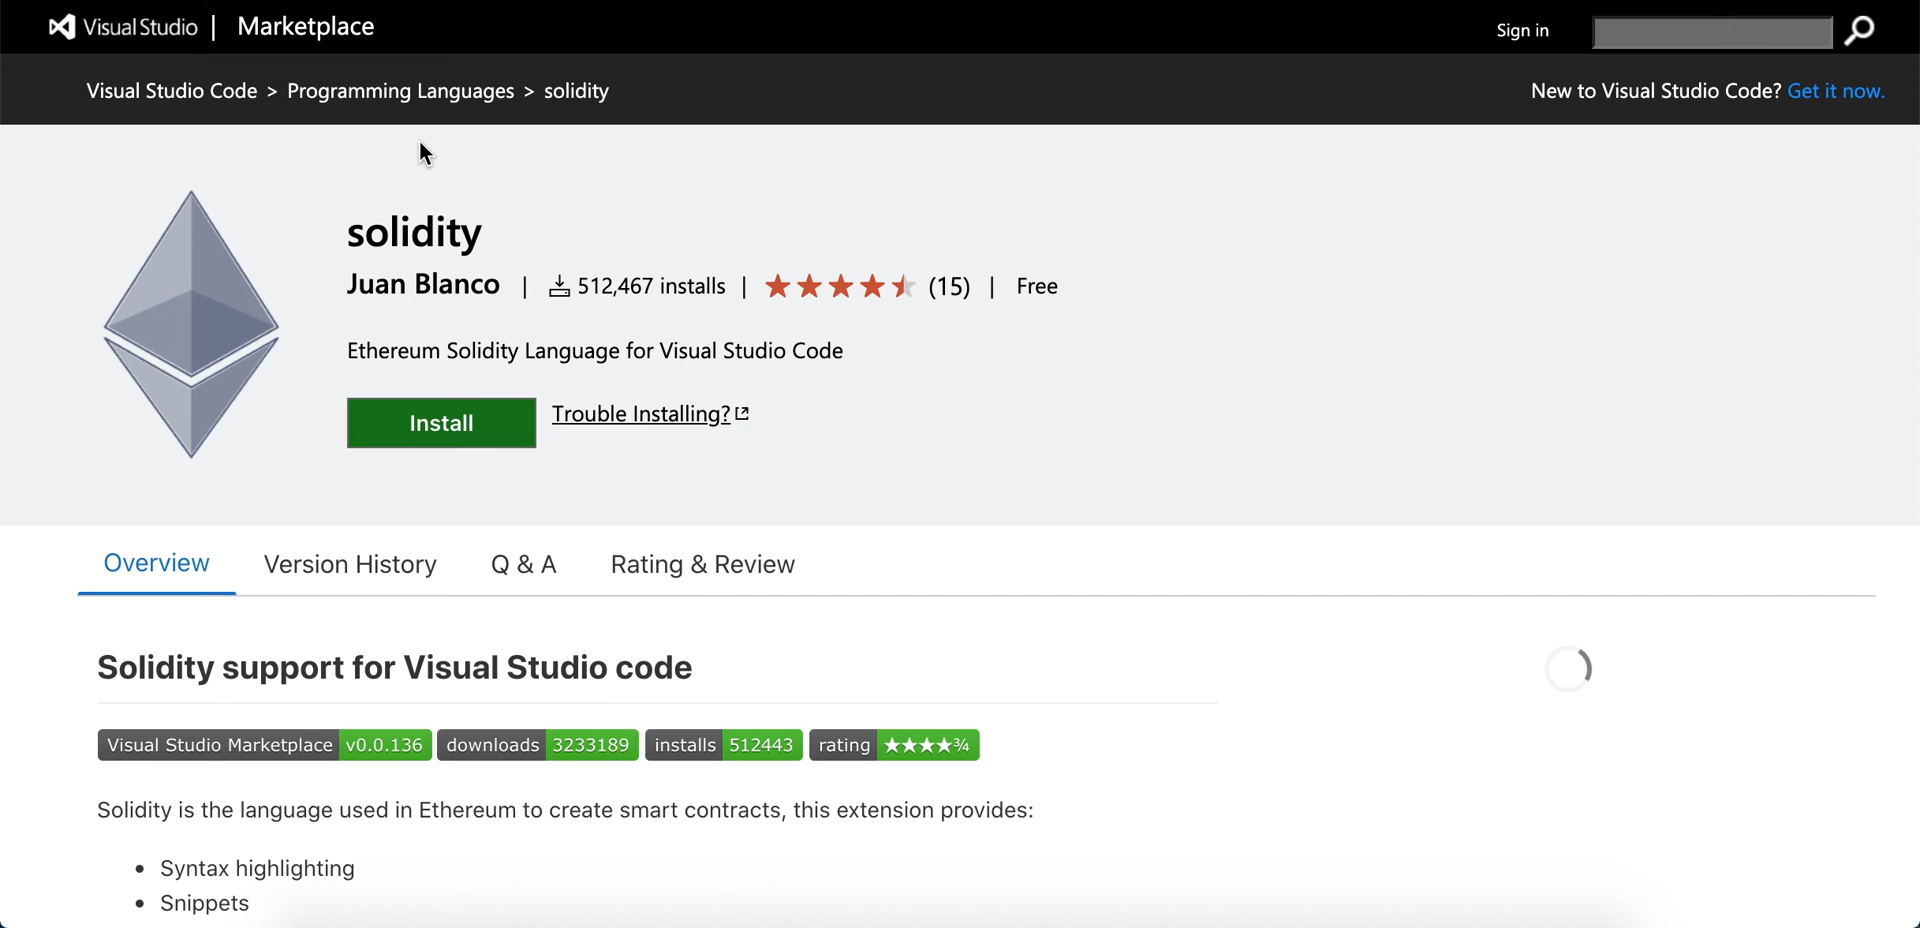 Visual Studio | Marketplace
Sign in
Visual Studio Code > Programming Languages > solidity
New to Visual Studio Code? Get it now.
solidity
Juan Blanco | 512,467 installs | (15) | Free
Ethereum Solidity Language for Visual Studio Code
Install
Trouble Installing?
Overview
Version History
Q & A
Rating & Review
Solidity support for Visual Studio code
Visual Studio Marketplace v0.0.136 downloads 3233189 installs 512443 rating ★★★★¾
Solidity is the language used in Ethereum to create smart contracts, this extension provides:
• Syntax highlighting
• Snippets